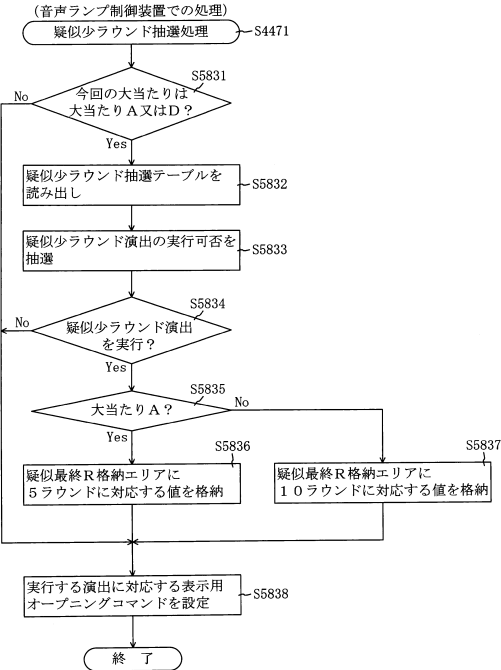 （音声ランプ制御装置での処理）
疑似少ラウンド抽選処理
S4471
S5831
今回の大当たりは
大当たりＡ又はＤ？
No
Yes
疑似少ラウンド抽選テーブルを
読み出し
S5832
疑似少ラウンド演出の実行可否を
抽選
S5833
S5834
疑似少ラウンド演出
を実行？
No
Yes
S5835
大当たりＡ？
No
Yes
S5836
疑似最終Ｒ格納エリアに
５ラウンドに対応する値を格納
S5837
疑似最終Ｒ格納エリアに
１０ラウンドに対応する値を格納
実行する演出に対応する表示用
オープニングコマンドを設定
S5838
終　了